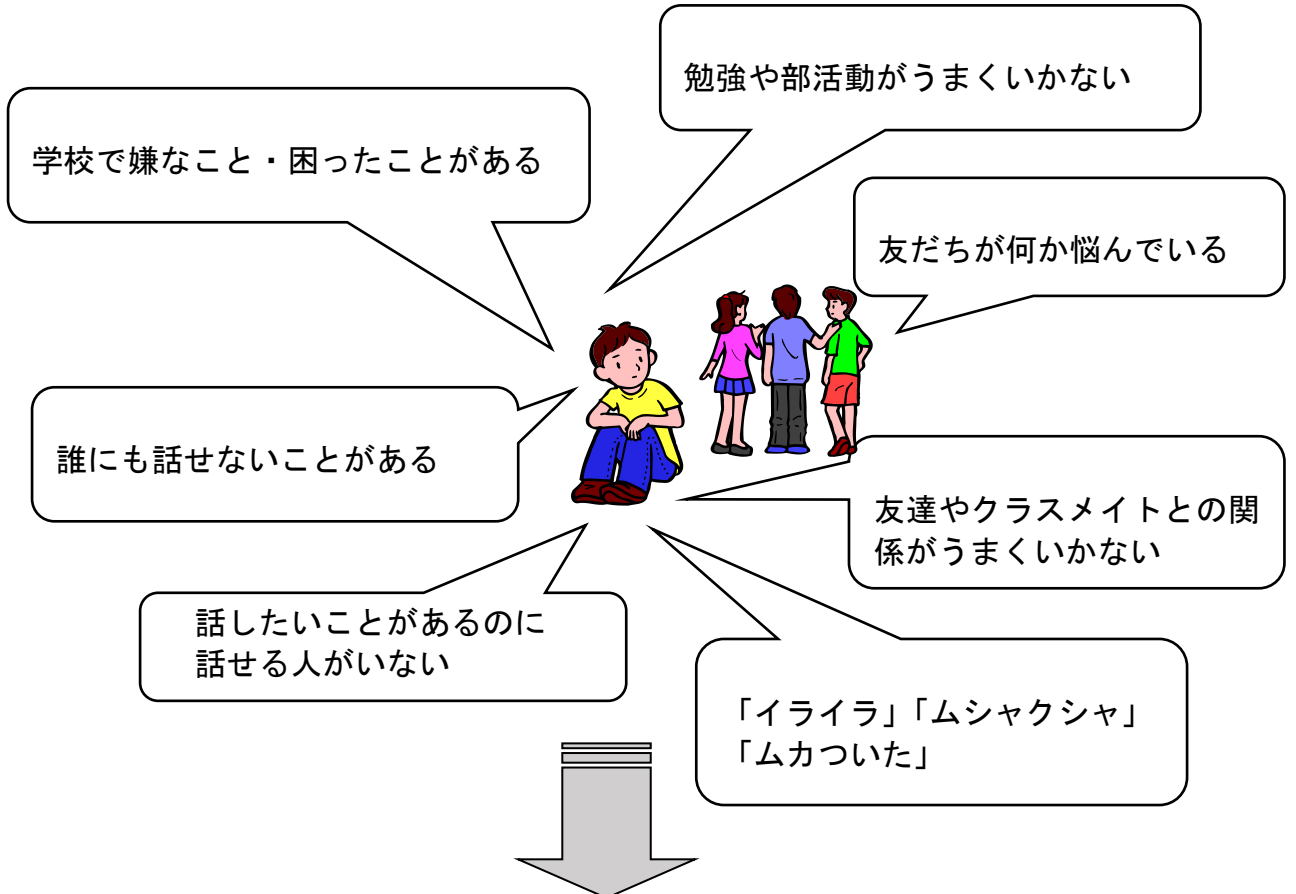 勉強や部活動がうまくいかない
学校で嫌なこと・困ったことがある
友だちが何か悩んでいる
誰にも話せないことがある
友達やクラスメイトとの関
係がうまくいかない
話したいことがあるのに
話せる人がいない
「イライラ」「ムシャクシャ」
「ムカついた」